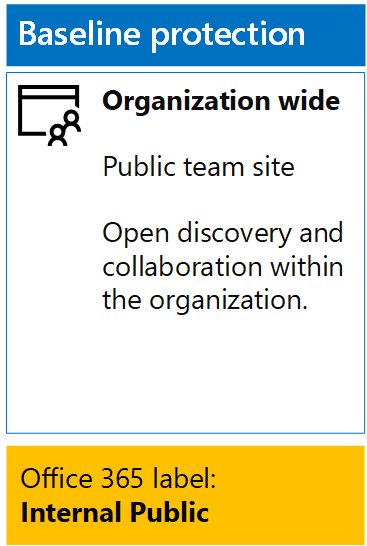 Baseline protection
Organization wide
Public team site
Open discovery and
collaboration within
the organization.
Office 365 label:
Internal Public